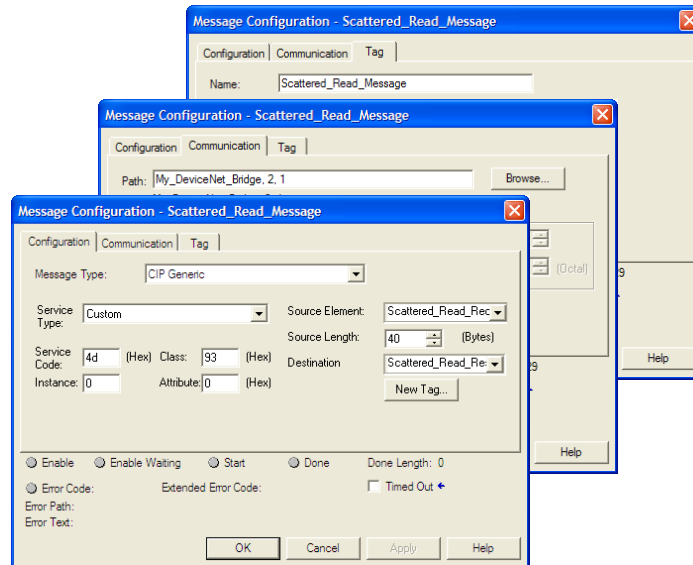 Message Configuration - Scattered_Read_Message
Configuration Communication Tag
Name: Scattered_Read_Message
Message Configuration - Scattered_Read_Message
Configuration Communication Tag
Path: My_DeviceNet_Bridge, 2, 1 Browse...
(Octal)
Message Configuration - Scattered_Read_Message
Configuration Communication Tag
Message Type: CIP Generic
Service Type: Custom
Source Element: Scattered_Read_Rec
Source Length: 40 (Bytes)
Service Code: 4d (Hex) Class: 93 (Hex)
Destination Scattered_Read_Re
Instance: 0 Attribute: 0 (Hex)
New Tag...
Enable Enable Waiting Start Done Done Length: 0
Error Code: Extended Error Code: Timed Out
Error Path:
Error Text:
OK Cancel Apply Help
Help
Help